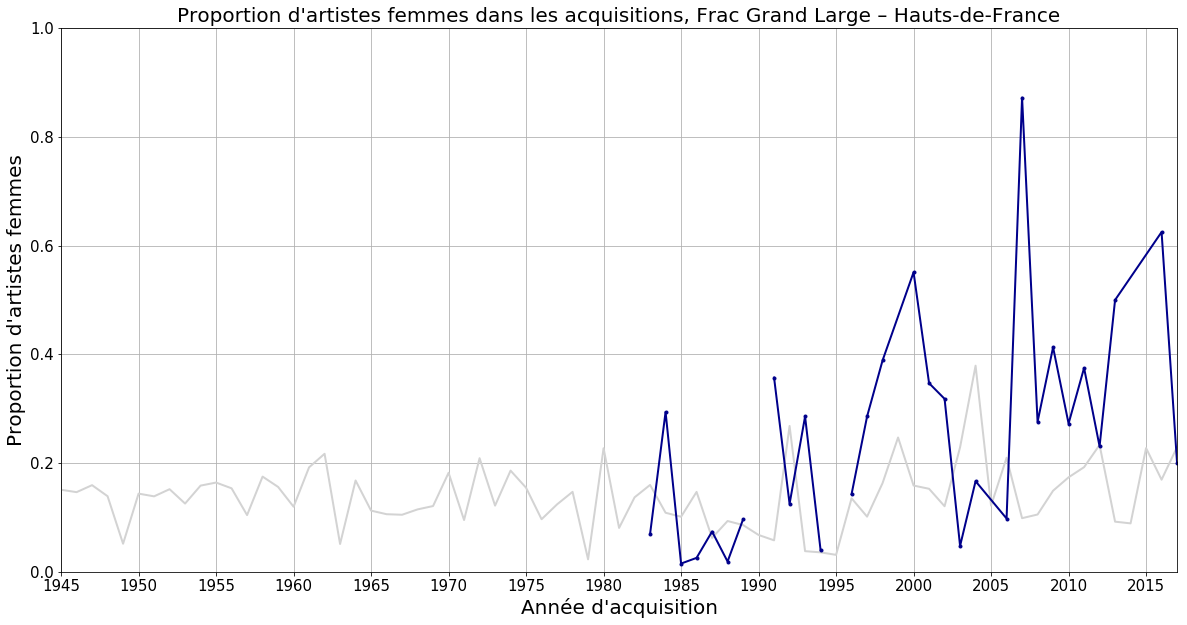 Proportion d'artistes femmes dans les acquisitions, Frac Grand Large – Hauts-de-France
Proportion d'artistes femmes
1.0
0.8
0.6
0.4
0.2
0.0
1945 1950 1955 1960 1965 1970 1975 1980 1985 1990 1995 2000 2005 2010 2015
Année d'acquisition